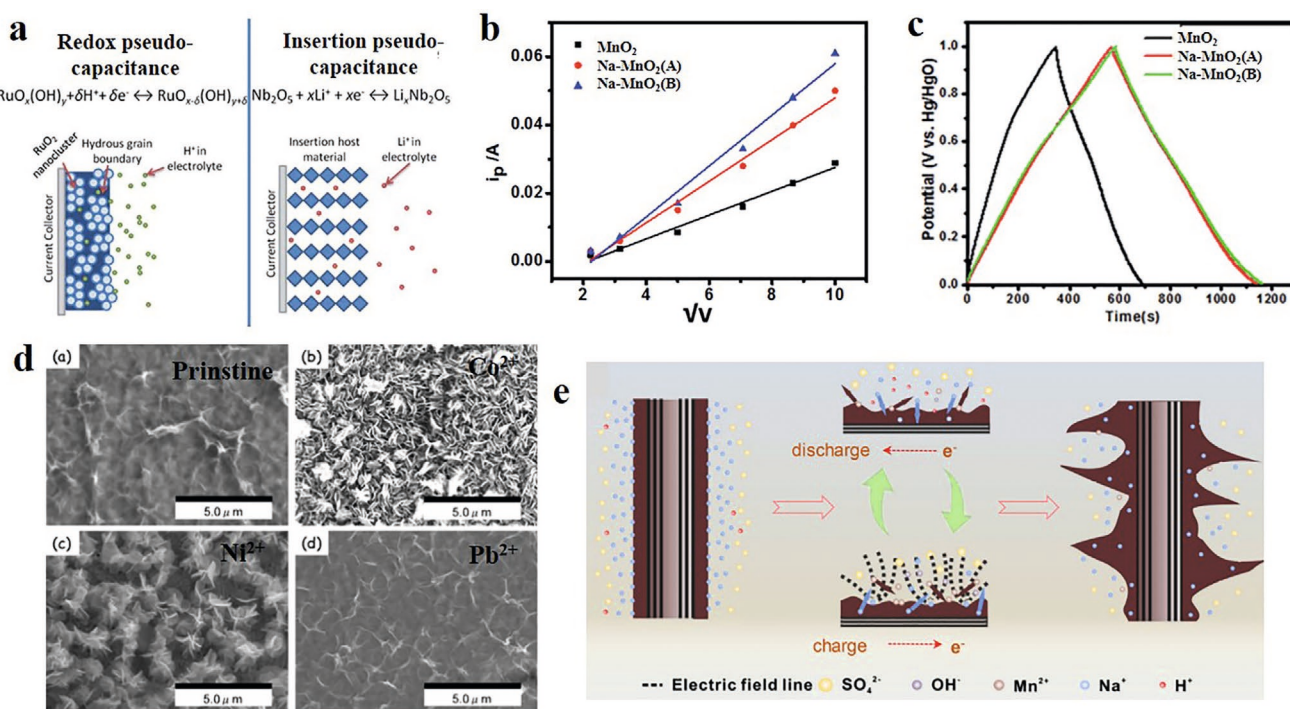 a
Redox pseudo-
capacitance
RuOₓ(OH)ᵧ+δH⁺+ δe⁻ ↔ RuOₓ₋δ(OH)ᵧ₊δ
RuO₂
nanocluster
Hydrous grain
boundary
H⁺ in
electrolyte
Current Collector
Insertion pseudo-
capacitance
Nb₂O₅ + xLi⁺ + xe⁻ ↔ LiₓNb₂O₅
Insertion host
material
Li⁺ in
electrolyte
Current Collector
b
MnO₂
Na-MnO₂(A)
Na-MnO₂(B)
iₚ/A
0.06
0.04
0.02
0.00
2 4 6 8 10
√V
c
MnO₂
Na-MnO₂(A)
Na-MnO₂(B)
Potential (V vs. Hg/HgO)
1.0
0.8
0.6
0.4
0.2
0.0
0 200 400 600 800 1000 1200
Time(s)
d
(a)
Prinstine
5.0 μm
(b)
Co²⁺
5.0 μm
(c)
Ni²⁺
5.0 μm
(d)
Pb²⁺
5.0 μm
e
discharge e⁻
charge e⁻
Electric field line SO₄²⁻ OH⁻ Mn²⁺ Na⁺ H⁺